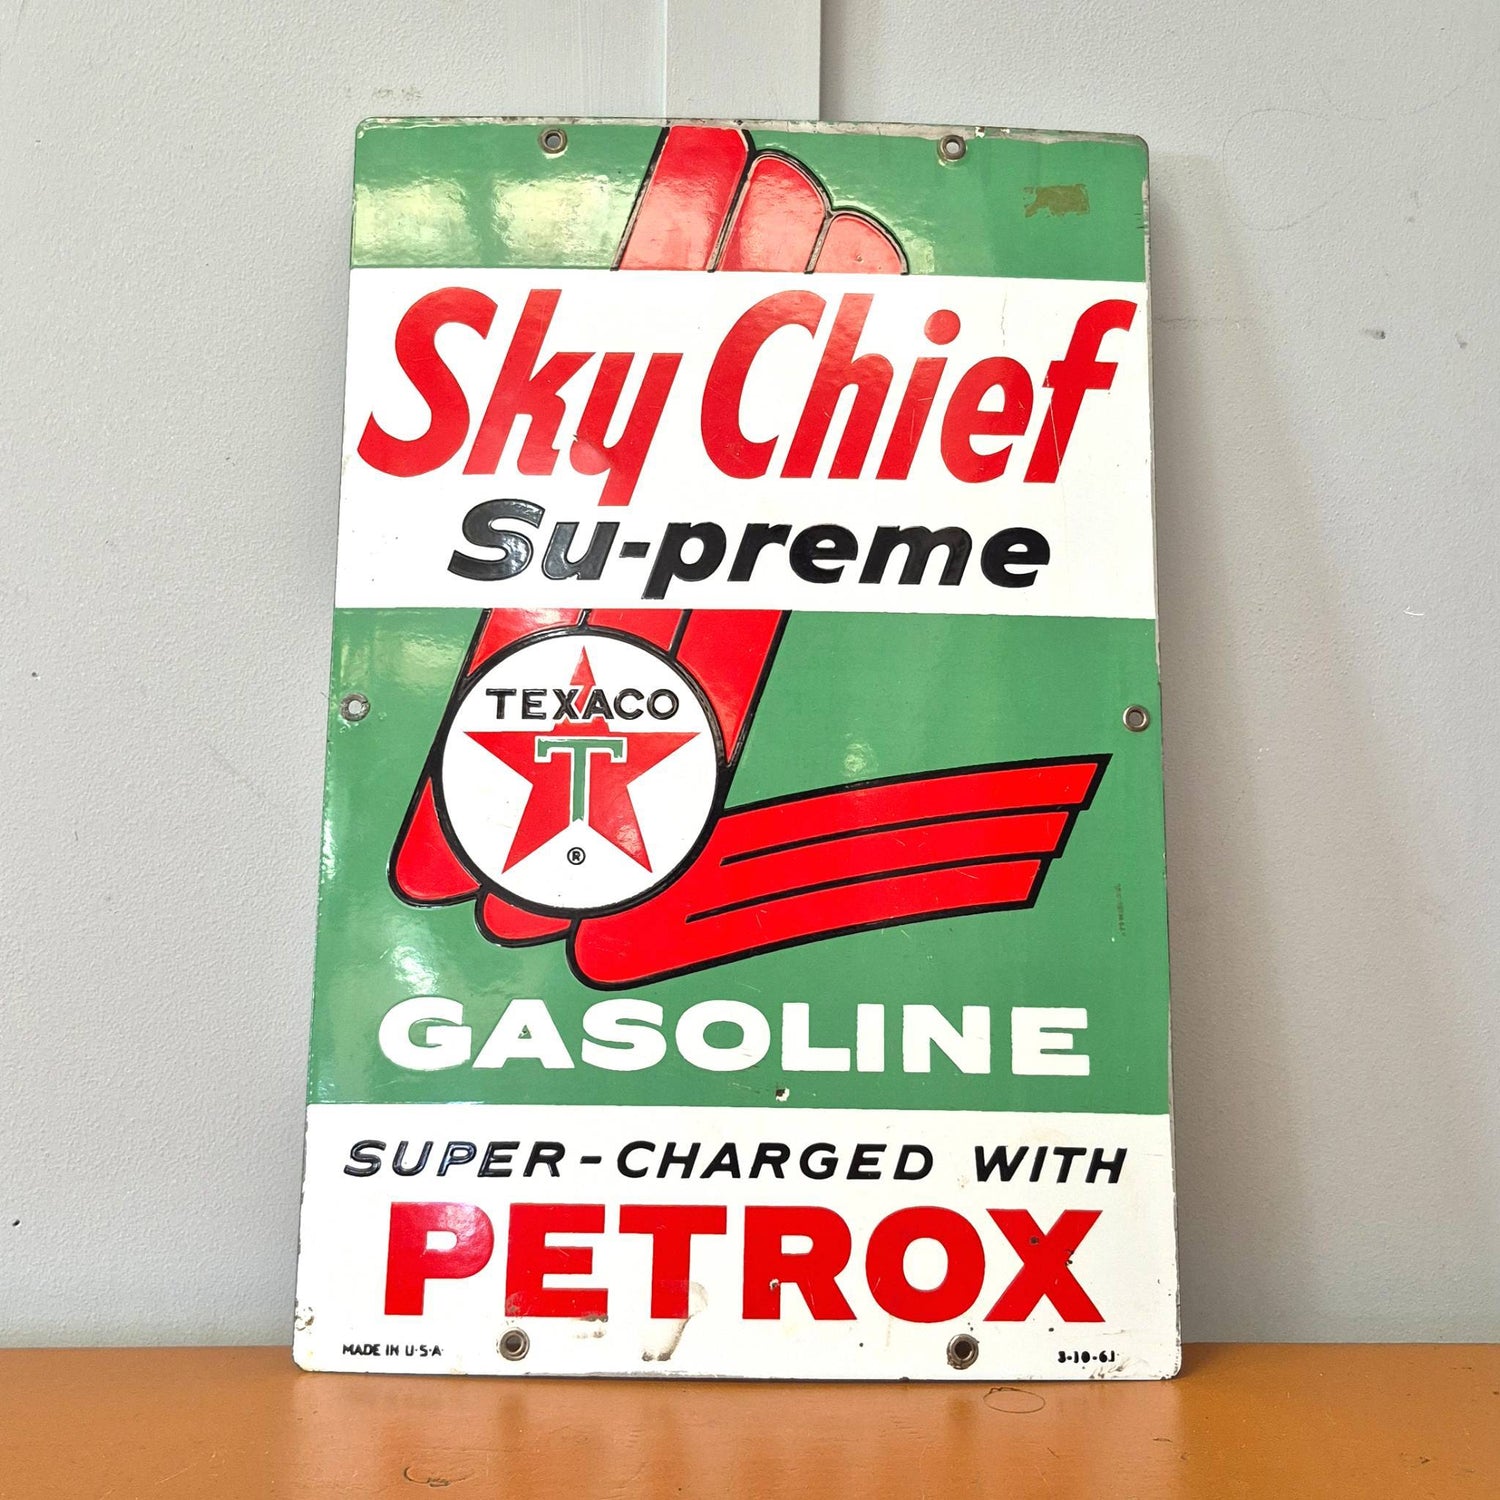 Sky Chief
Su-preme
TEXACO
T
®
GASOLINE
SUPER-CHARGED WITH
PETROX
MADE IN U·S·A·
3-10-61